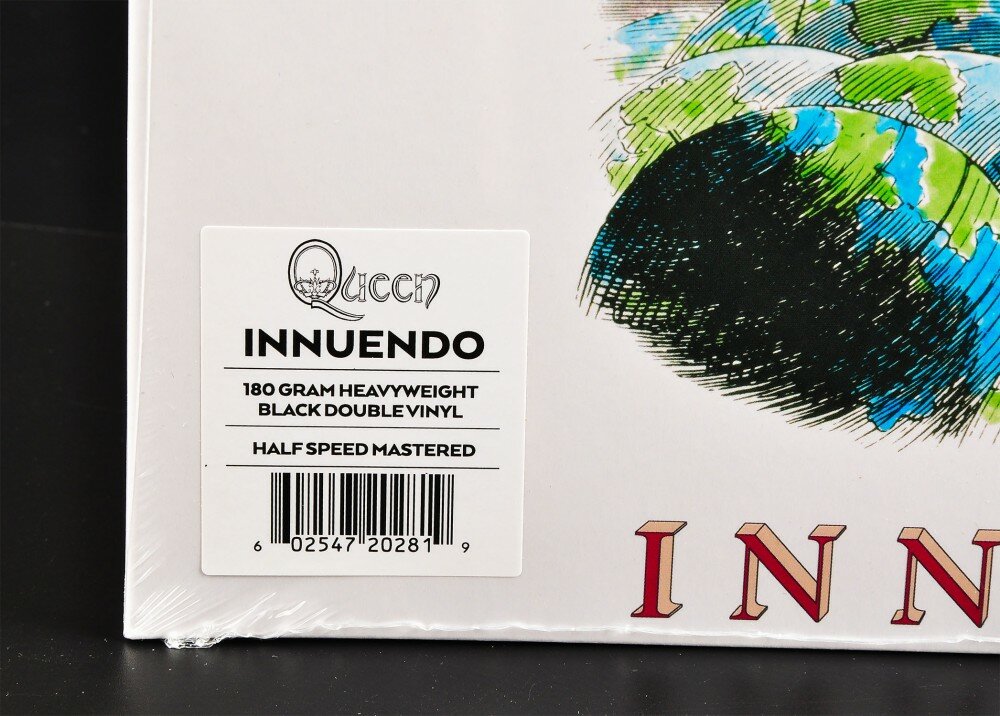 Queen
INNUENDO
180 GRAM HEAVYWEIGHT
BLACK DOUBLE VINYL
HALF SPEED MASTERED
6 02547 20281 9
INN